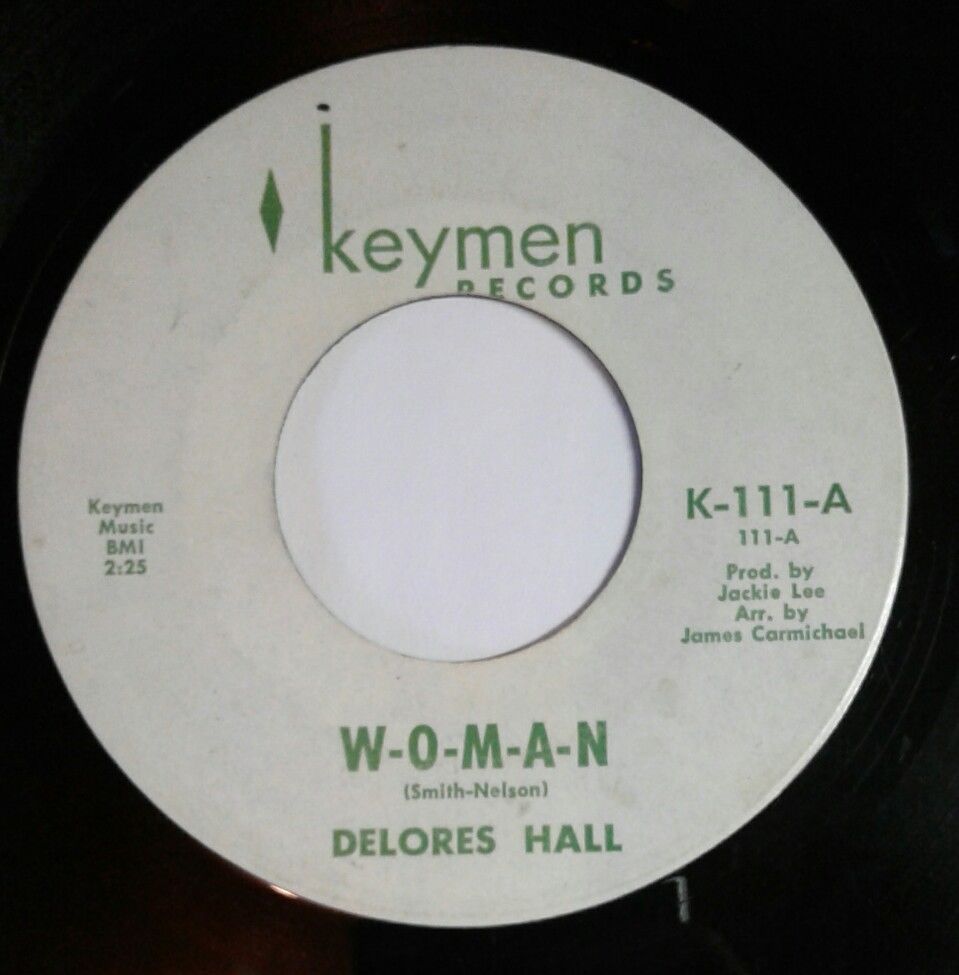 keymen
RECORDS
Keymen
Music
BMI
2:25
K-111-A
111-A
Prod. by
Jackie Lee
Arr. by
James Carmichael
W-O-M-A-N
(Smith-Nelson)
DELORES HALL